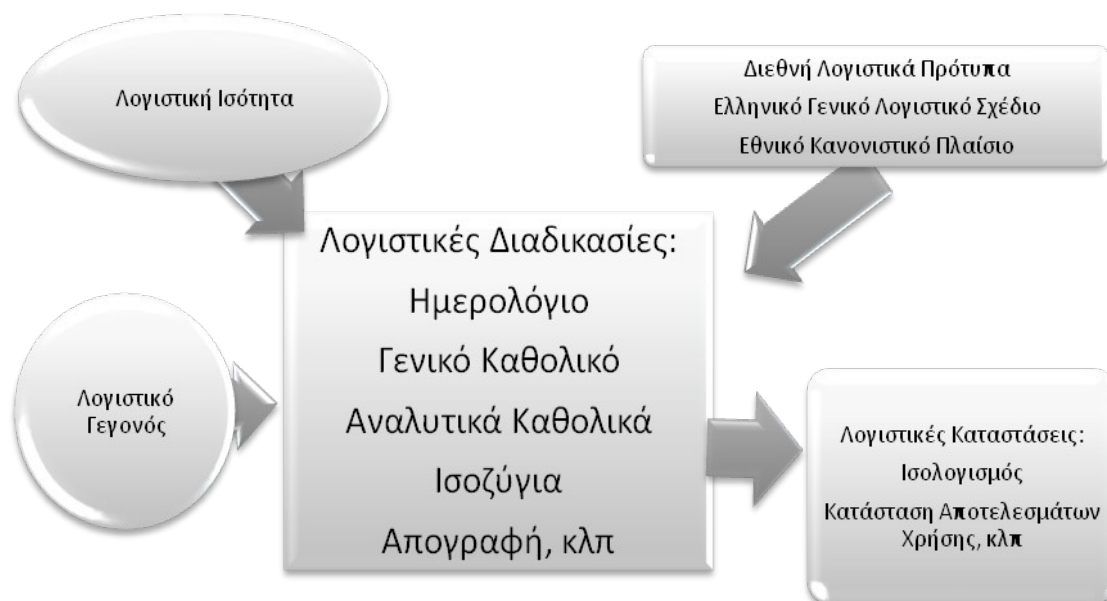 Λογιστική Ισότητα
Διεθνή Λογιστικά Πρότυπα
Ελληνικό Γενικό Λογιστικό Σχέδιο
Εθνικό Κανονιστικό Πλαίσιο
Λογιστικό
Γεγονός
Λογιστικές Διαδικασίες:
Ημερολόγιο
Γενικό Καθολικό
Αναλυτικά Καθολικά
Ισοζύγια
Απογραφή, κλπ
Λογιστικές Καταστάσεις:
Ισολογισμός
Κατάσταση Αποτελεσμάτων
Χρήσης, κλπ